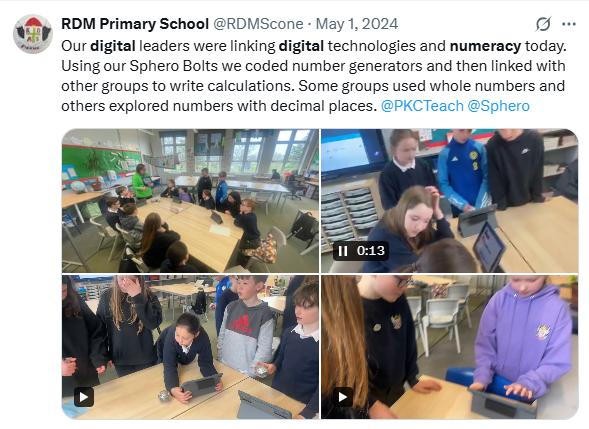 RDM Primary School @RDMScone · May 1, 2024
Our digital leaders were linking digital technologies and numeracy today.
Using our Sphero Bolts we coded number generators and then linked with
other groups to write calculations. Some groups used whole numbers and
others explored numbers with decimal places. @PKCTeach @Sphero
0:13
adidas